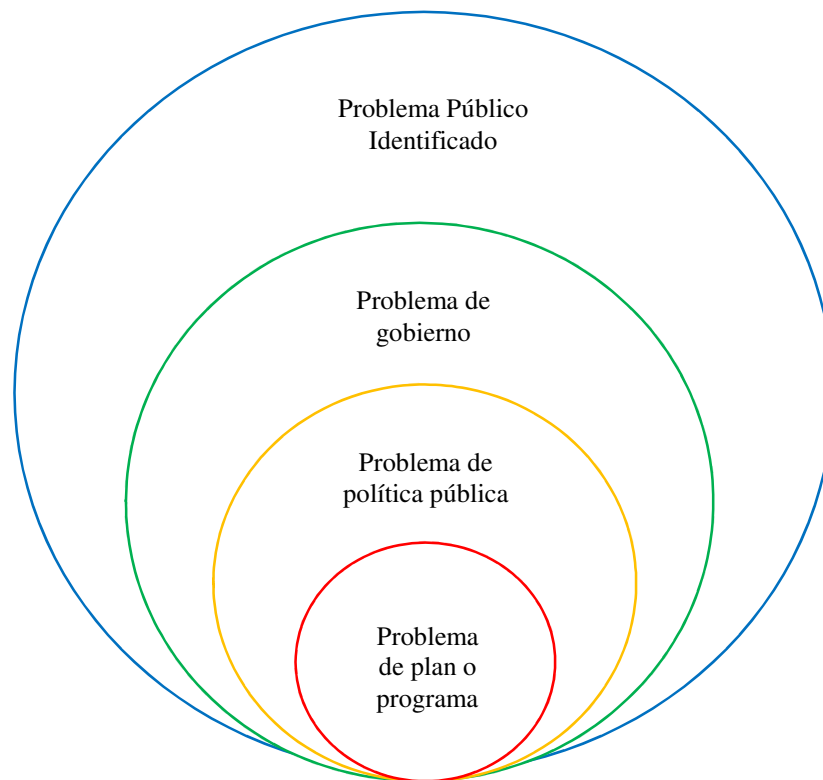 Problema Público
Identificado
Problema de
gobierno
Problema de
política pública
Problema
de plan o
programa